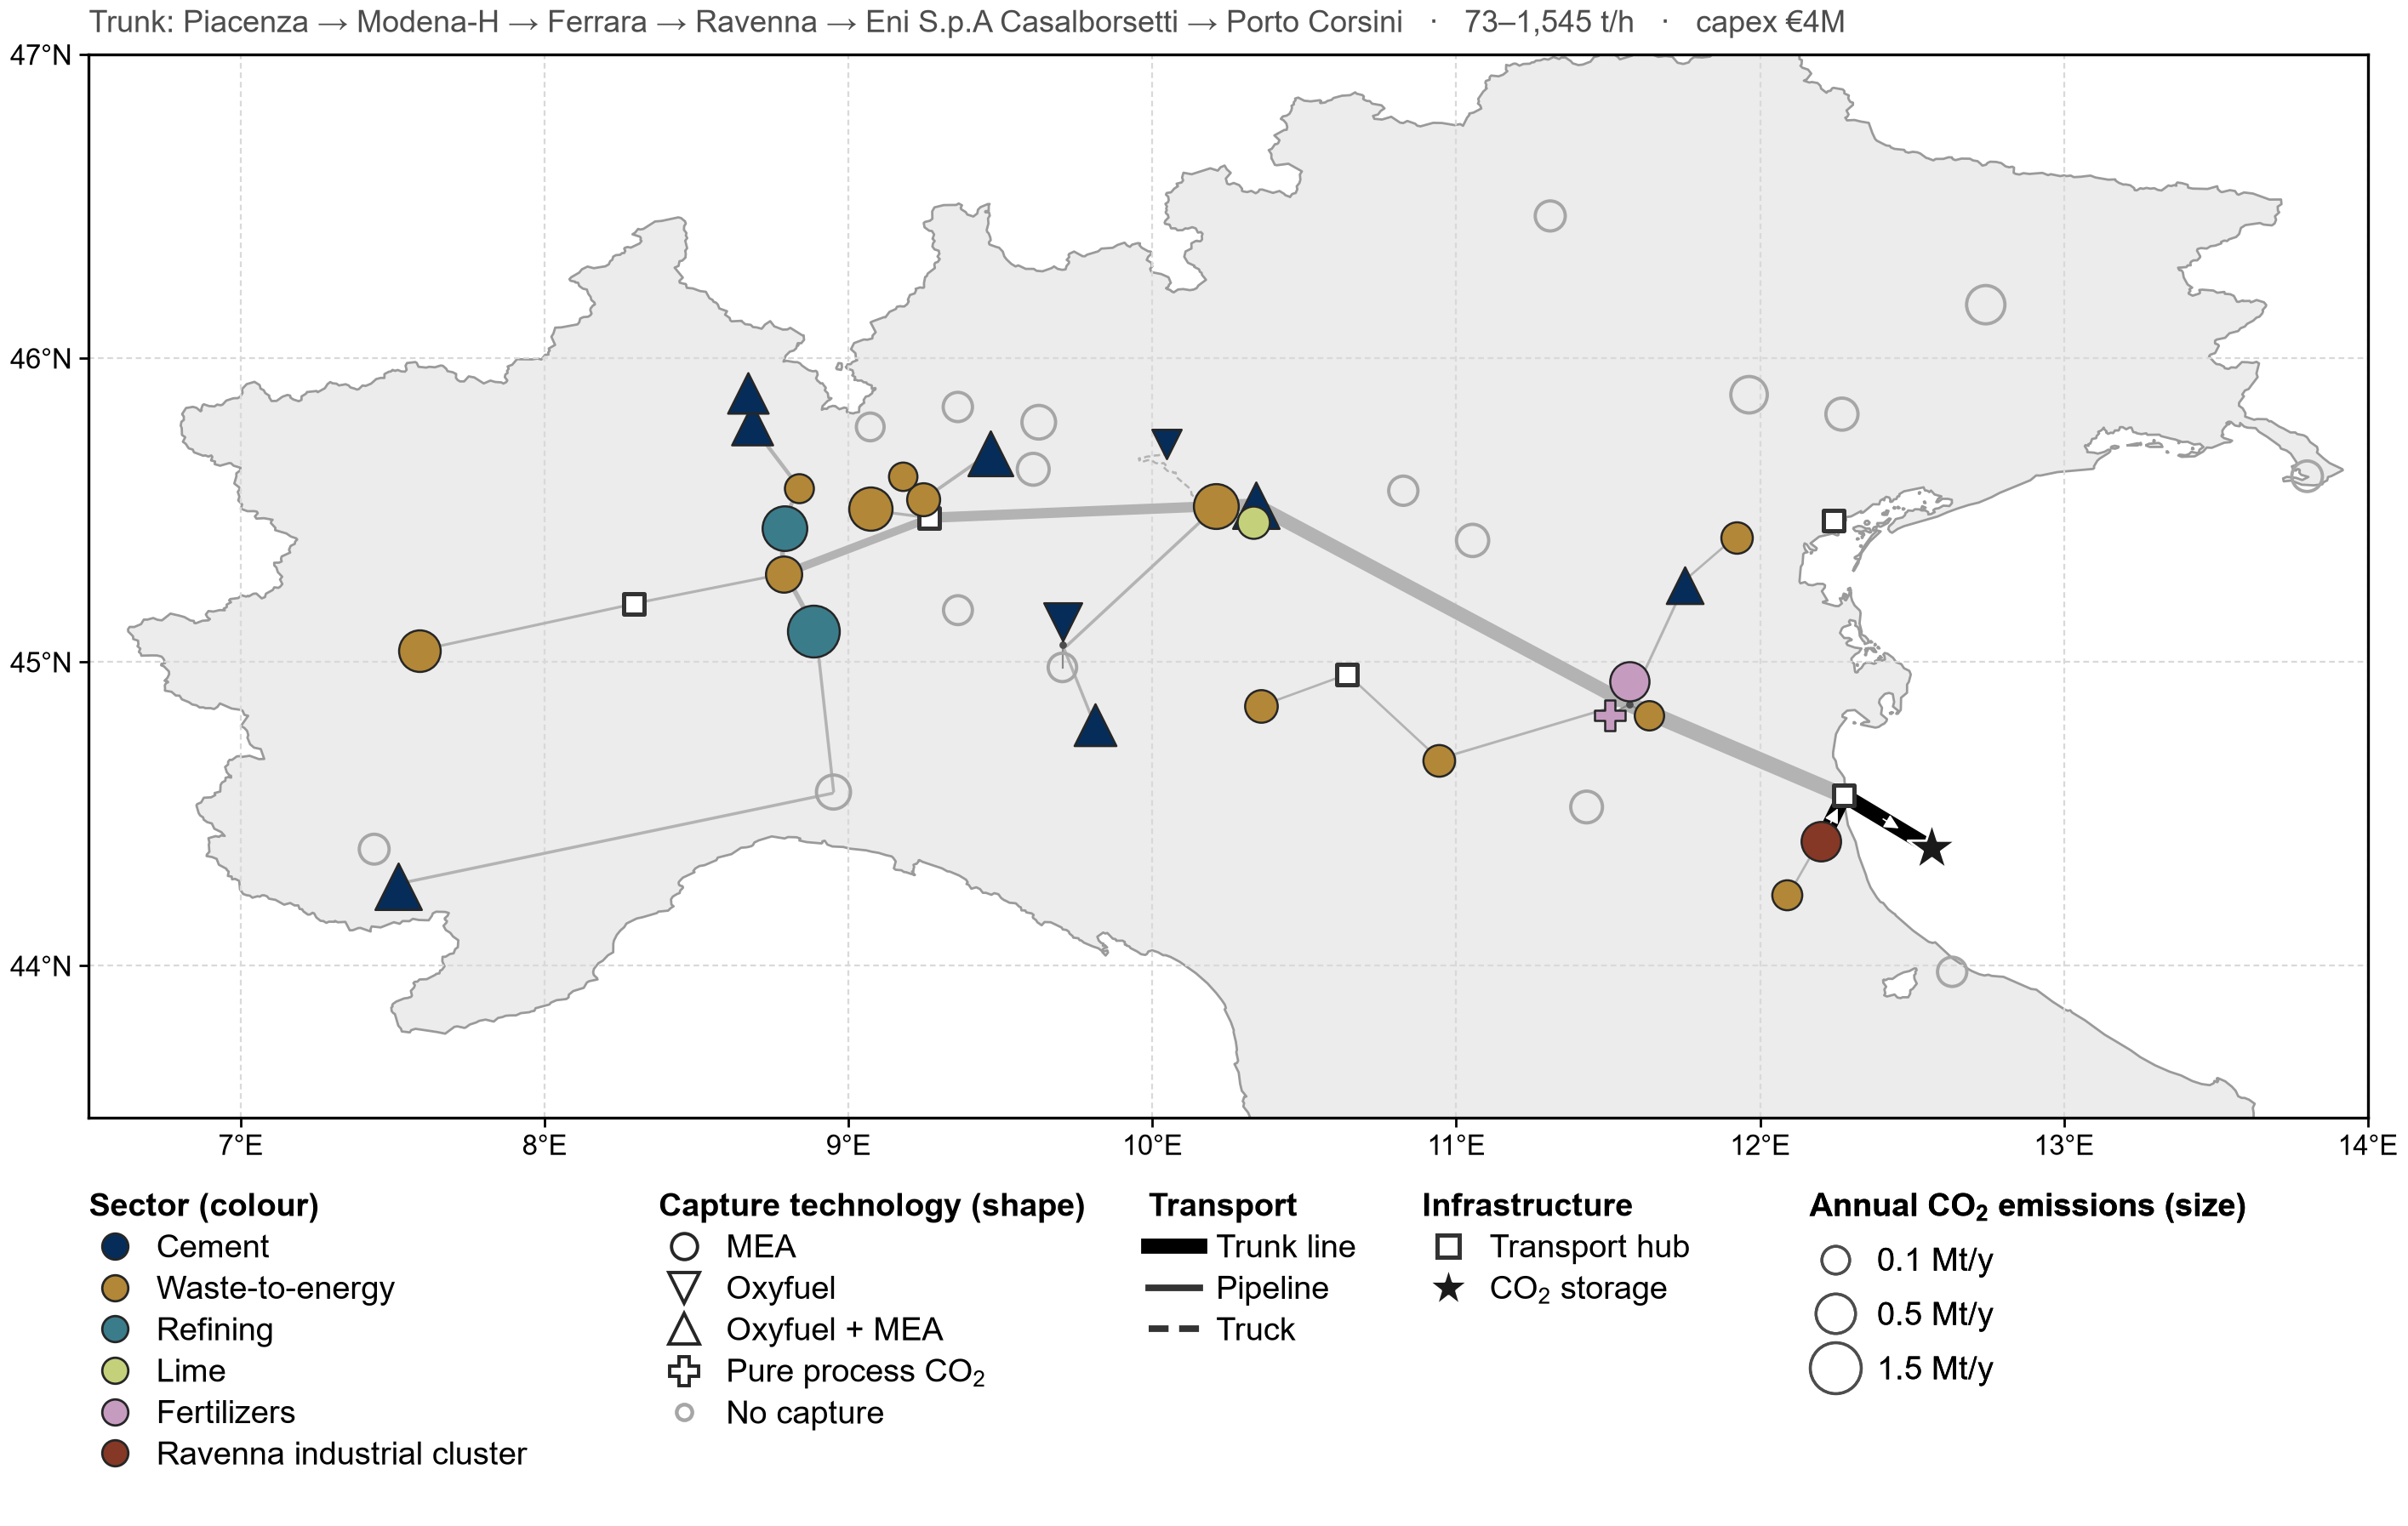 Trunk: Piacenza → Modena-H → Ferrara → Ravenna → Eni S.p.A Casalborsetti → Porto Corsini · 73–1,545 t/h · capex €4M
47°N
46°N
45°N
44°N
7°E 8°E 9°E 10°E 11°E 12°E 13°E 14°E
Sector (colour)
Cement
Waste-to-energy
Refining
Lime
Fertilizers
Ravenna industrial cluster
Capture technology (shape)
MEA
Oxyfuel
Oxyfuel + MEA
Pure process CO₂
No capture
Transport
Trunk line
Pipeline
Truck
Infrastructure
Transport hub
CO₂ storage
Annual CO₂ emissions (size)
0.1 Mt/y
0.5 Mt/y
1.5 Mt/y